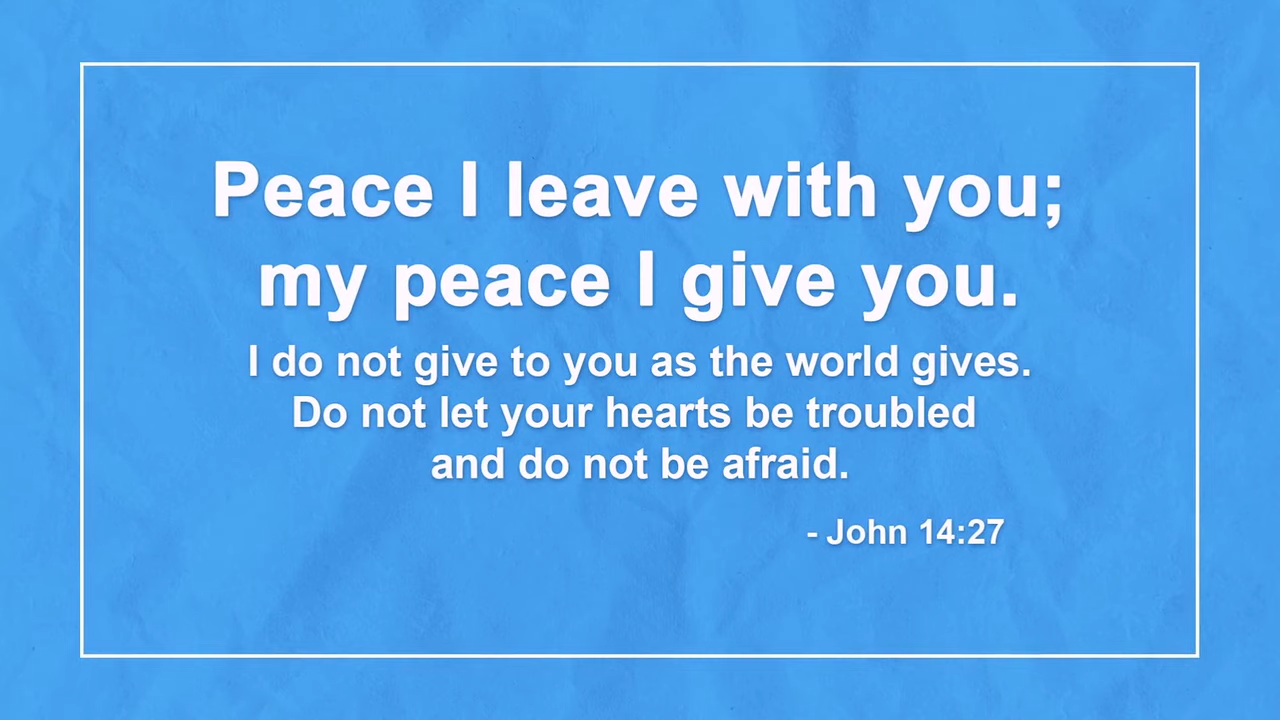 Peace I leave with you;
my peace I give you.
I do not give to you as the world gives.
Do not let your hearts be troubled
and do not be afraid.
- John 14:27